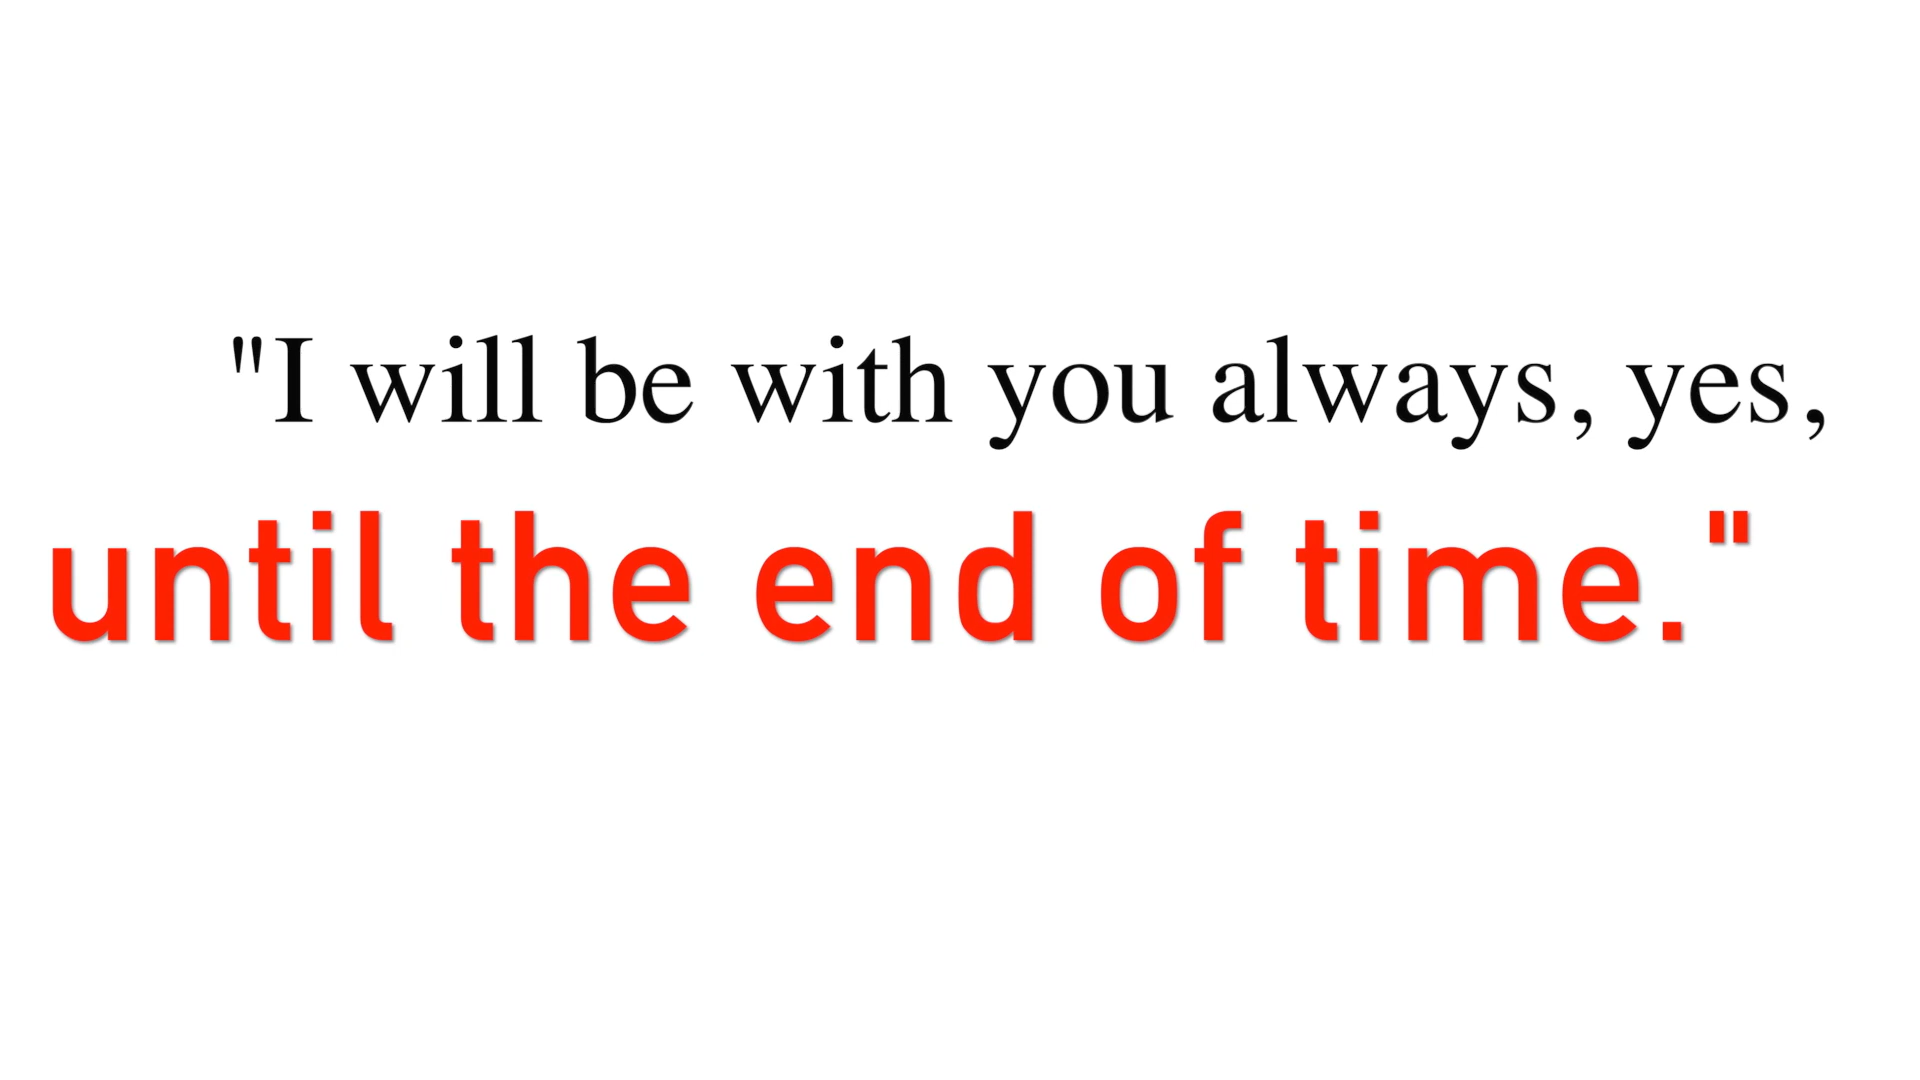 "I will be with you always, yes,
until the end of time."